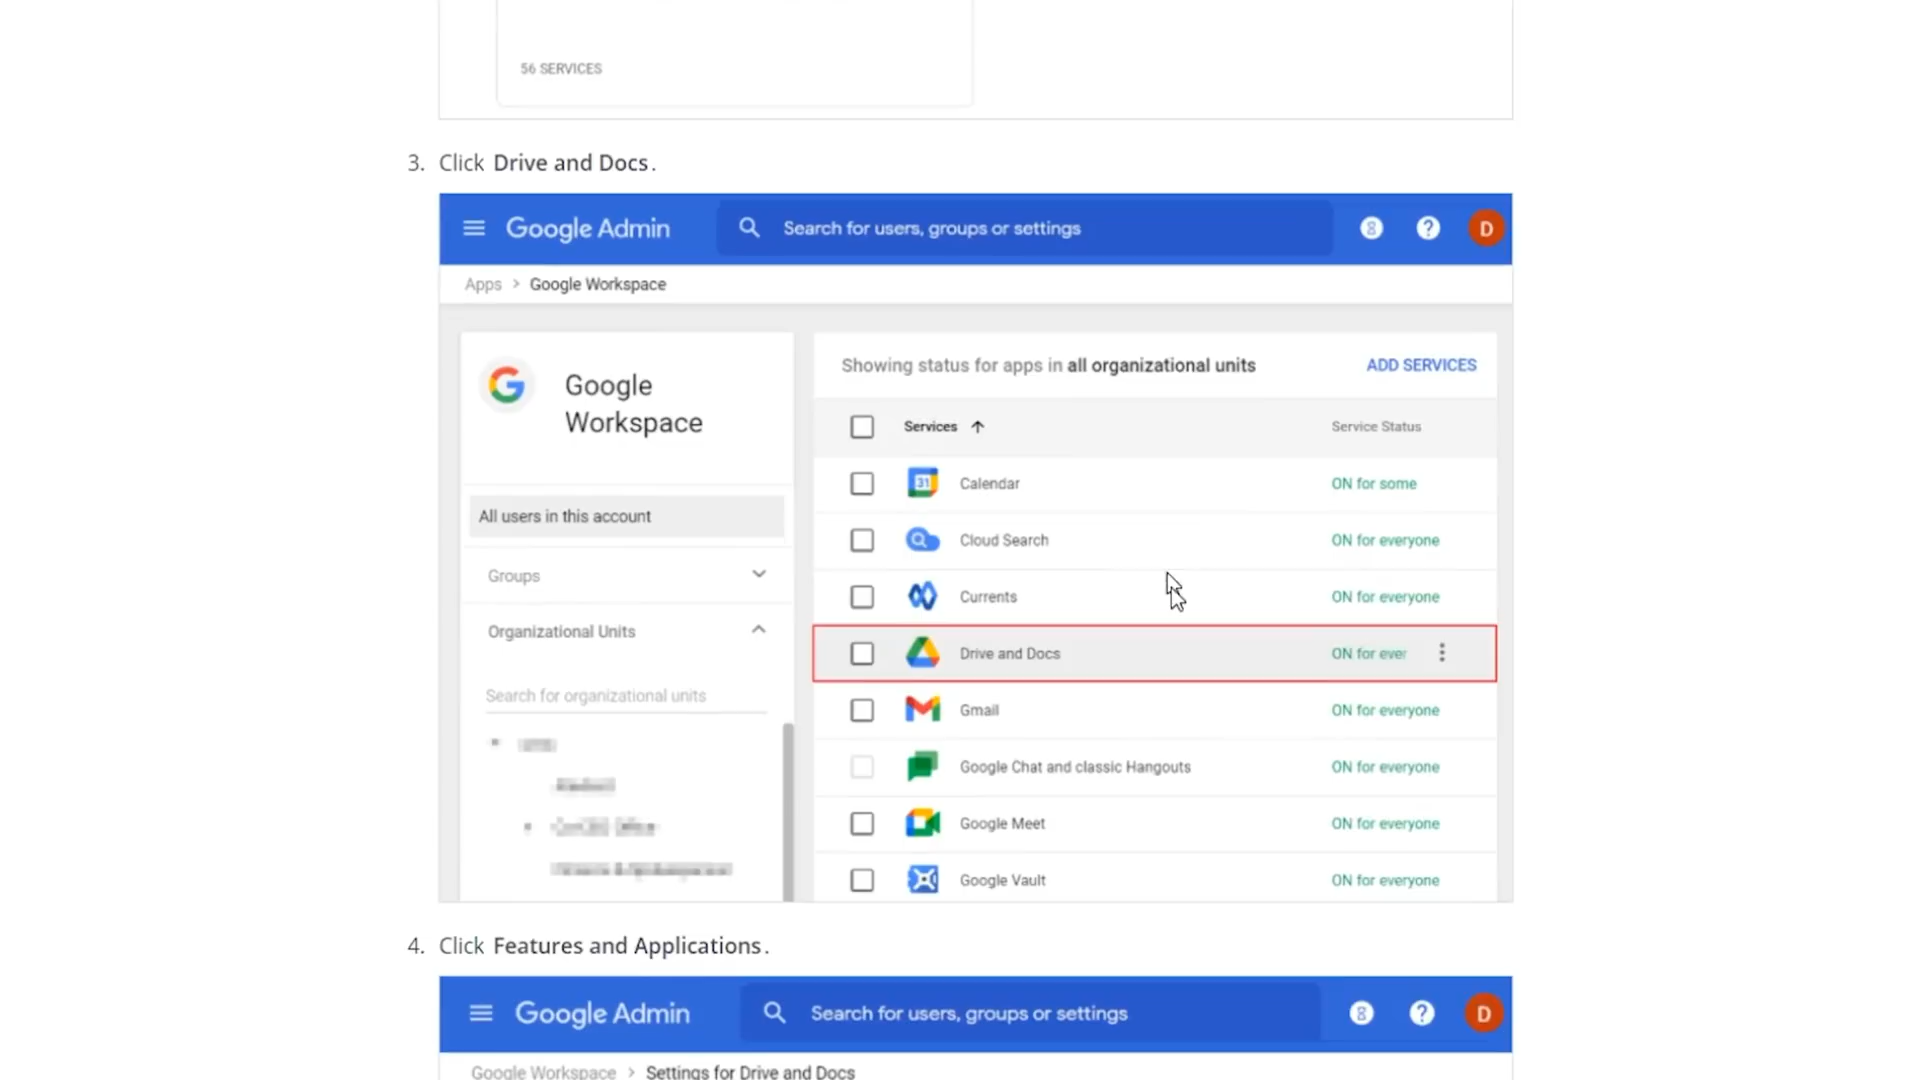 56 SERVICES
3. Click Drive and Docs.
Google Admin
Search for users, groups or settings
8
?
D
Apps > Google Workspace
Google
Workspace
All users in this account
Groups
Organizational Units
Search for organizational units
Showing status for apps in all organizational units
ADD SERVICES
Services
Service Status
31
Calendar
ON for some
Cloud Search
ON for everyone
Currents
ON for everyone
Drive and Docs
ON for ever
Gmail
ON for everyone
Google Chat and classic Hangouts
ON for everyone
Google Meet
ON for everyone
Google Vault
ON for everyone
4. Click Features and Applications.
Google Admin
Search for users, groups or settings
8
?
D
Google Workspace > Settings for Drive and Docs